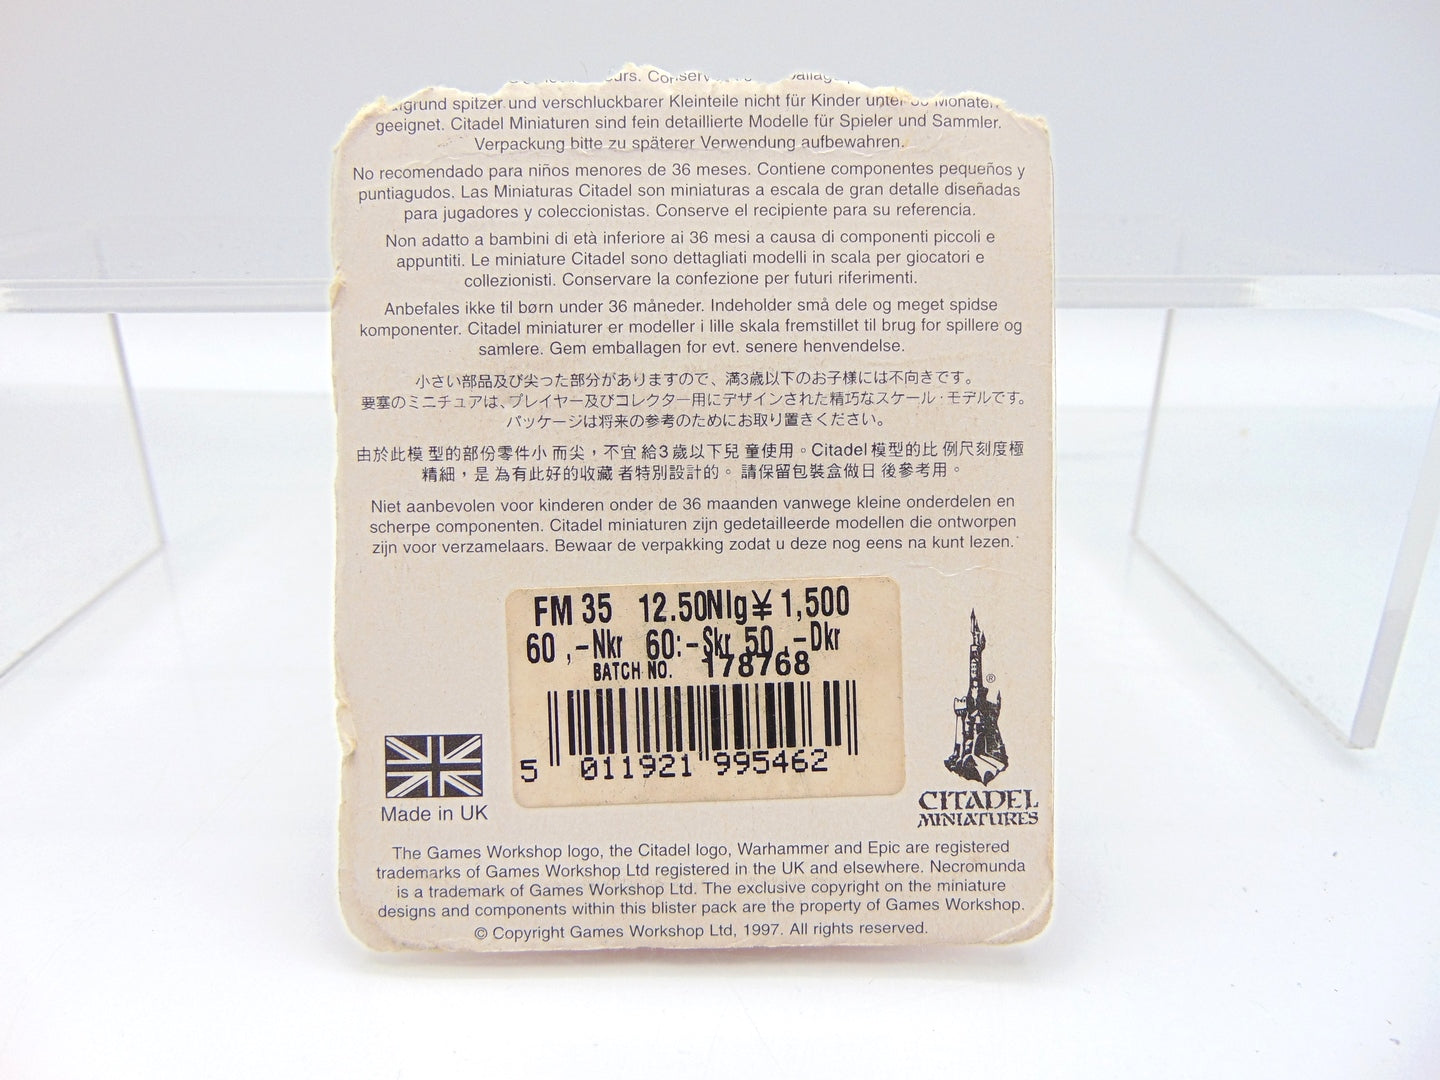 urs. Conserv
grund spitzer und verschluckbarer Kleinteile nicht für Kinder unter 36 Monaten
geeignet. Citadel Miniaturen sind fein detaillierte Modelle für Spieler und Sammler.
Verpackung bitte zu späterer Verwendung aufbewahren.
No recomendado para niños menores de 36 meses. Contiene componentes pequeños y
puntiagudos. Las Miniaturas Citadel son miniaturas a escala de gran detalle diseñadas
para jugadores y coleccionistas. Conserve el recipiente para su referencia.
Non adatto a bambini di età inferiore ai 36 mesi a causa di componenti piccoli e
appuntiti. Le miniature Citadel sono dettagliati modelli in scala per giocatori e
collezionisti. Conservare la confezione per futuri riferimenti.
Anbefales ikke til børn under 36 måneder. Indeholder små dele og meget spidse
komponenter. Citadel miniaturer er modeller i lille skala fremstillet til brug for spillere og
samlere. Gem emballagen for evt. senere henvendelse.
小さい部品及び尖った部分がありますので、満3歳以下のお子様には不向きです。
要塞のミニチュアは、プレイヤー及びコレクター用にデザインされた精巧なスケール·モデルです。
パッケージは将来の参考のためにお取り置きください。
由於此模 型的部份零件小 而尖，不宜 給3 歲以下兒 童使用。Citadel 模型的比 例尺刻度極
精細，是 為有此好的收藏 者特別設計的。 請保留包裝盒做日 後參考用。
Niet aanbevolen voor kinderen onder de 36 maanden vanwege kleine onderdelen en
scherpe componenten. Citadel miniaturen zijn gedetailleerde modellen die ontworpen
zijn voor verzamelaars. Bewaar de verpakking zodat u deze nog eens na kunt lezen.
FM 35 12.50Nlg¥ 1,500
60 ,-Nkr 60:-Skr 50 ,-Dkr
BATCH NO. 178768
5 011921 995462
®
CITADEL
MINIATURES
Made in UK
The Games Workshop logo, the Citadel logo, Warhammer and Epic are registered
trademarks of Games Workshop Ltd registered in the UK and elsewhere. Necromunda
is a trademark of Games Workshop Ltd. The exclusive copyright on the miniature
designs and components within this blister pack are the property of Games Workshop.
© Copyright Games Workshop Ltd, 1997. All rights reserved.